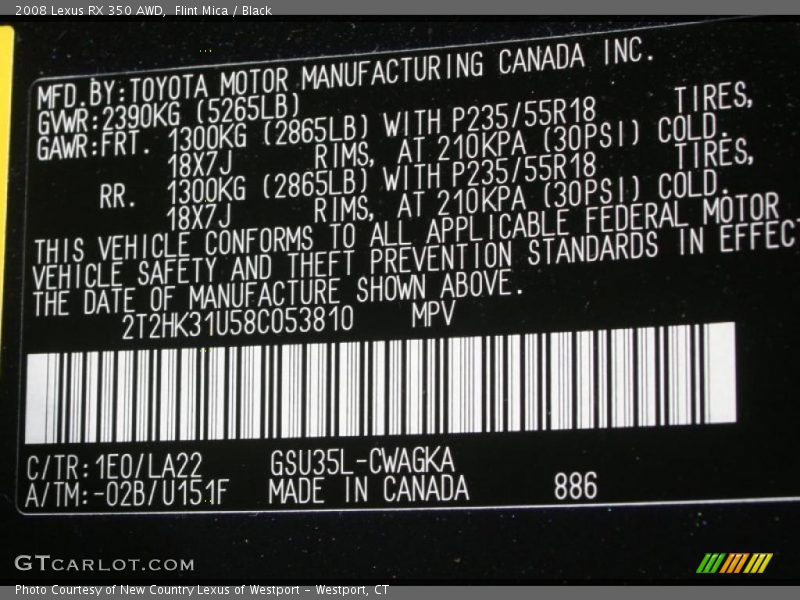 2008 Lexus RX 350 AWD, Flint Mica / Black
MFD.BY:TOYOTA MOTOR MANUFACTURING CANADA INC.
GVWR:2390KG (5265LB)
GAWR:FRT. 1300KG (2865LB) WITH P235/55R18 TIRES,
18X7J RIMS, AT 210KPA (30PSI) COLD.
RR. 1300KG (2865LB) WITH P235/55R18 TIRES,
18X7J RIMS, AT 210KPA (30PSI) COLD.
THIS VEHICLE CONFORMS TO ALL APPLICABLE FEDERAL MOTOR
VEHICLE SAFETY AND THEFT PREVENTION STANDARDS IN EFFECT
THE DATE OF MANUFACTURE SHOWN ABOVE.
2T2HK31U58C053810 MPV
C/TR:1E0/LA22 GSU35L-CWAGKA
A/TM:-02B/U151F MADE IN CANADA 886
GTCARLOT.COM
Photo Courtesy of New Country Lexus of Westport - Westport, CT